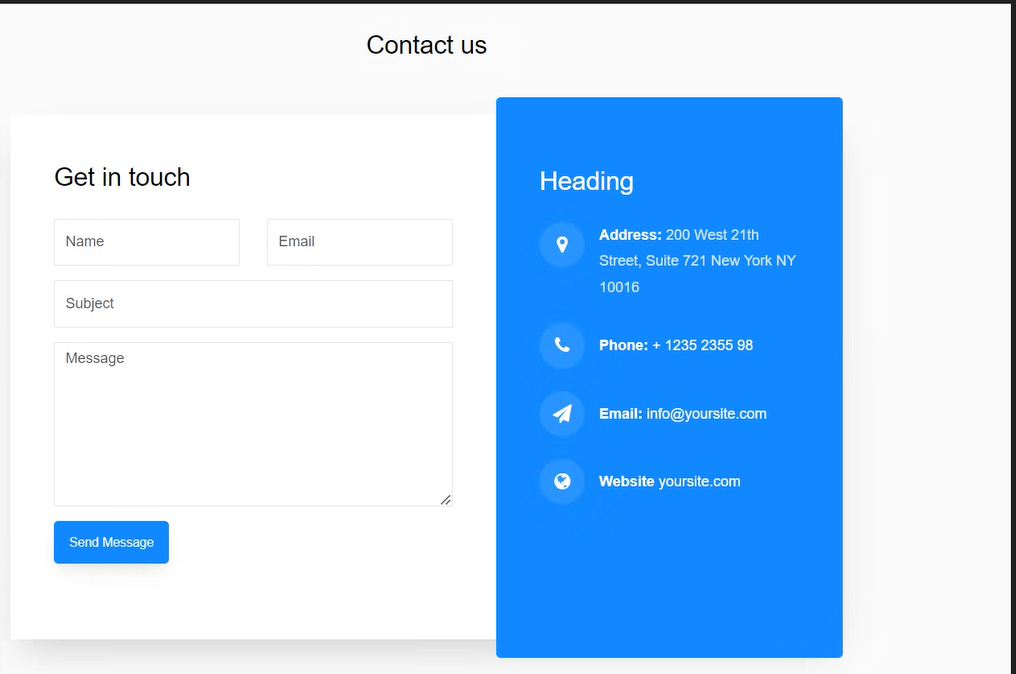 Contact us
Get in touch
Name
Email
Subject
Message
Send Message
Heading
Address: 200 West 21th
Street, Suite 721 New York NY
10016
Phone: + 1235 2355 98
Email: info@yoursite.com
Website yoursite.com